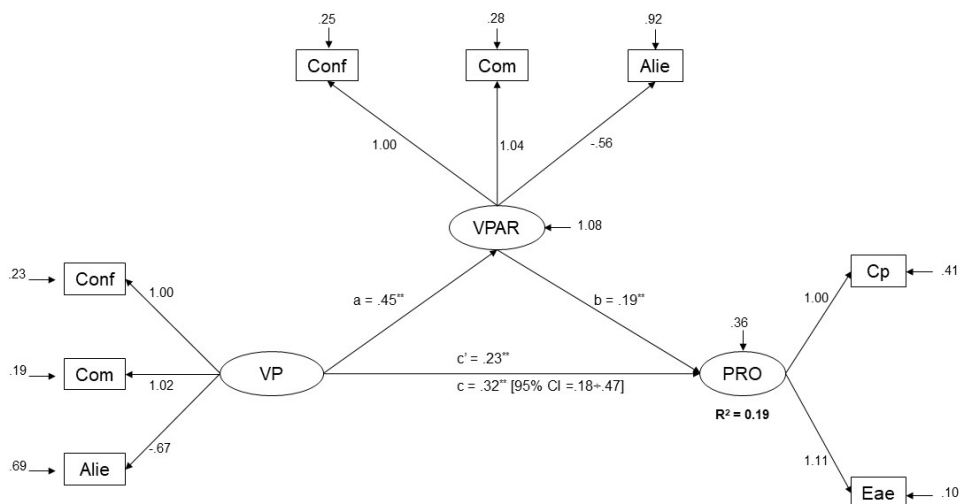 .25
.28
.92
Conf
Com
Alie
1.00
1.04
-.56
VPAR
1.08
.23
Conf
1.00
a = .45**
b = .19**
Cp
.41
1.00
.36
.19
Com
1.02
VP
c' = .23**
c = .32** [95% CI =.18÷.47]
PRO
R² = 0.19
-.67
.69
Alie
1.11
Eae
.10